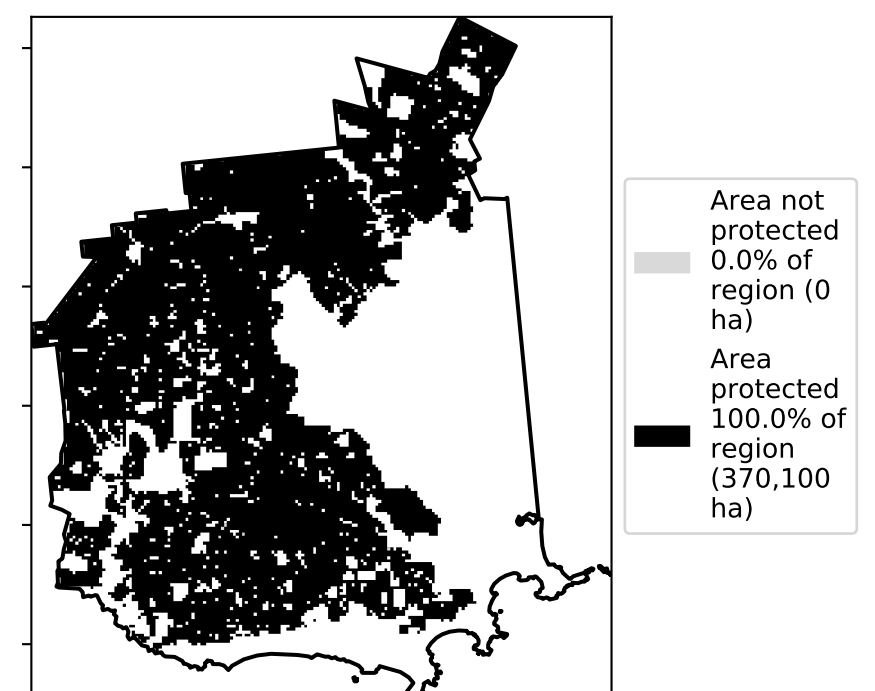 Area not
protected
0.0% of
region (0
ha)
Area
protected
100.0% of
region
(370,100
ha)